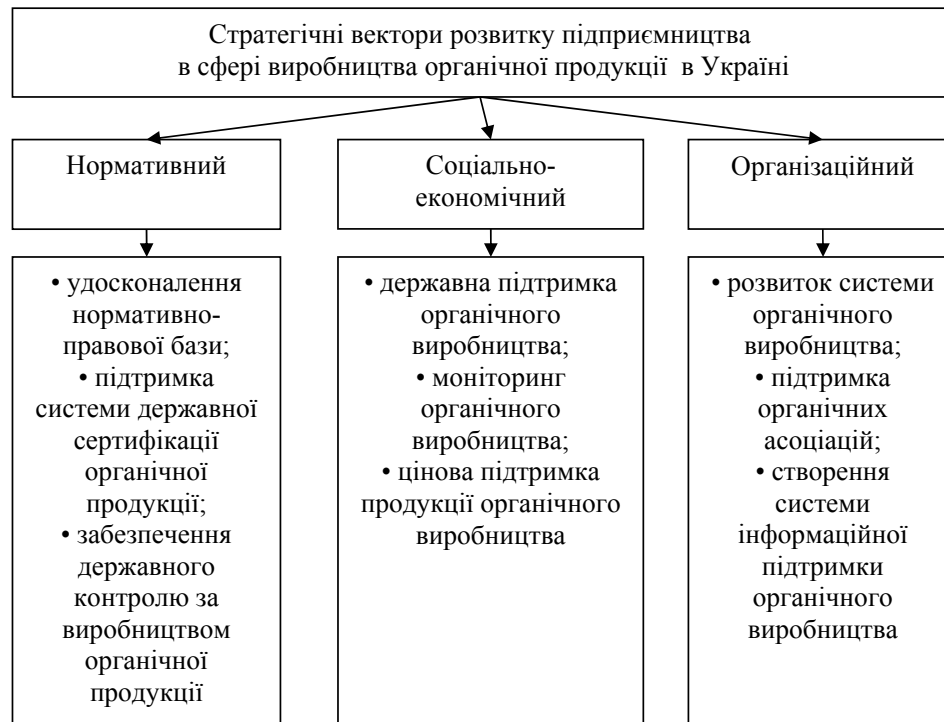 Стратегічні вектори розвитку підприємництва
в сфері виробництва органічної продукції в Україні
Нормативний
Соціально-
економічний
Організаційний
• удосконалення
нормативно-
правової бази;
• підтримка
системи державної
сертифікації
органічної
продукції;
• забезпечення
державного
контролю за
виробництвом
органічної
продукції
• державна підтримка
органічного
виробництва;
• моніторинг
органічного
виробництва;
• цінова підтримка
продукції органічного
виробництва
• розвиток системи
органічного
виробництва;
• підтримка
органічних
асоціацій;
• створення
системи
інформаційної
підтримки
органічного
виробництва